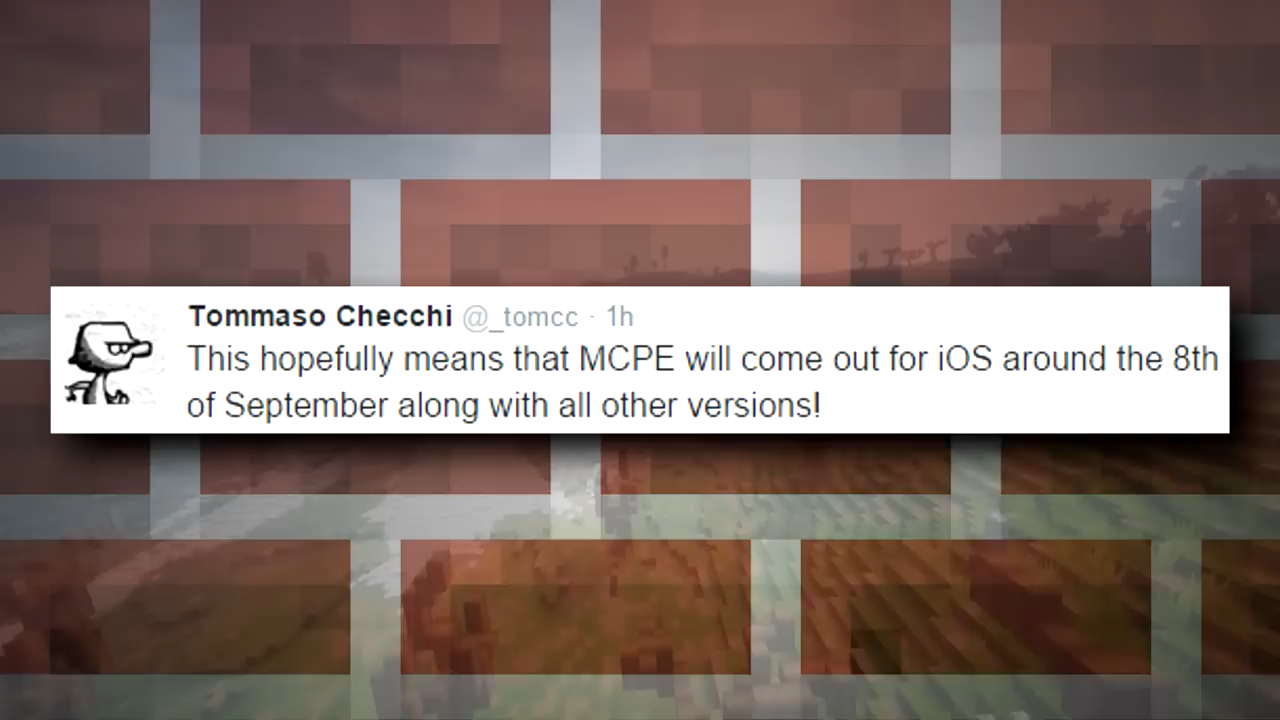 Tommaso Checchi @_tomcc · 1h
This hopefully means that MCPE will come out for iOS around the 8th
of September along with all other versions!